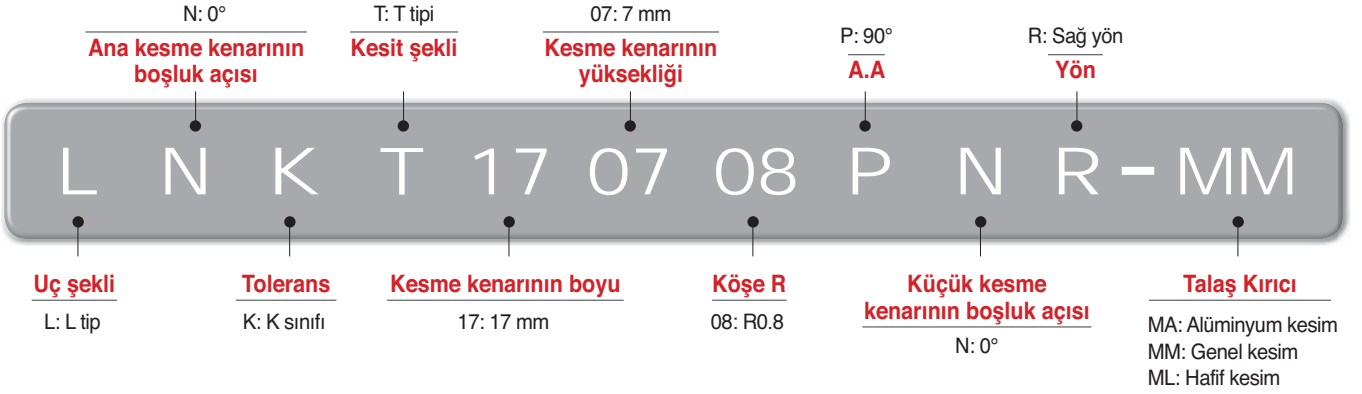 N: 0°
Ana kesme kenarının
boşluk açısı
T: T tipi
Kesit şekli
07: 7 mm
Kesme kenarının
yüksekliği
P: 90°
A.A
R: Sağ yön
Yön
L N K T 17 07 08 P N R-MM
Uç şekli
L: L tip
Tolerans
K: K sınıfı
Kesme kenarının boyu
17: 17 mm
Köşe R
08: R0.8
Küçük kesme
kenarının boşluk açısı
N: 0°
Talaş Kırıcı
MA: Alüminyum kesim
MM: Genel kesim
ML: Hafif kesim